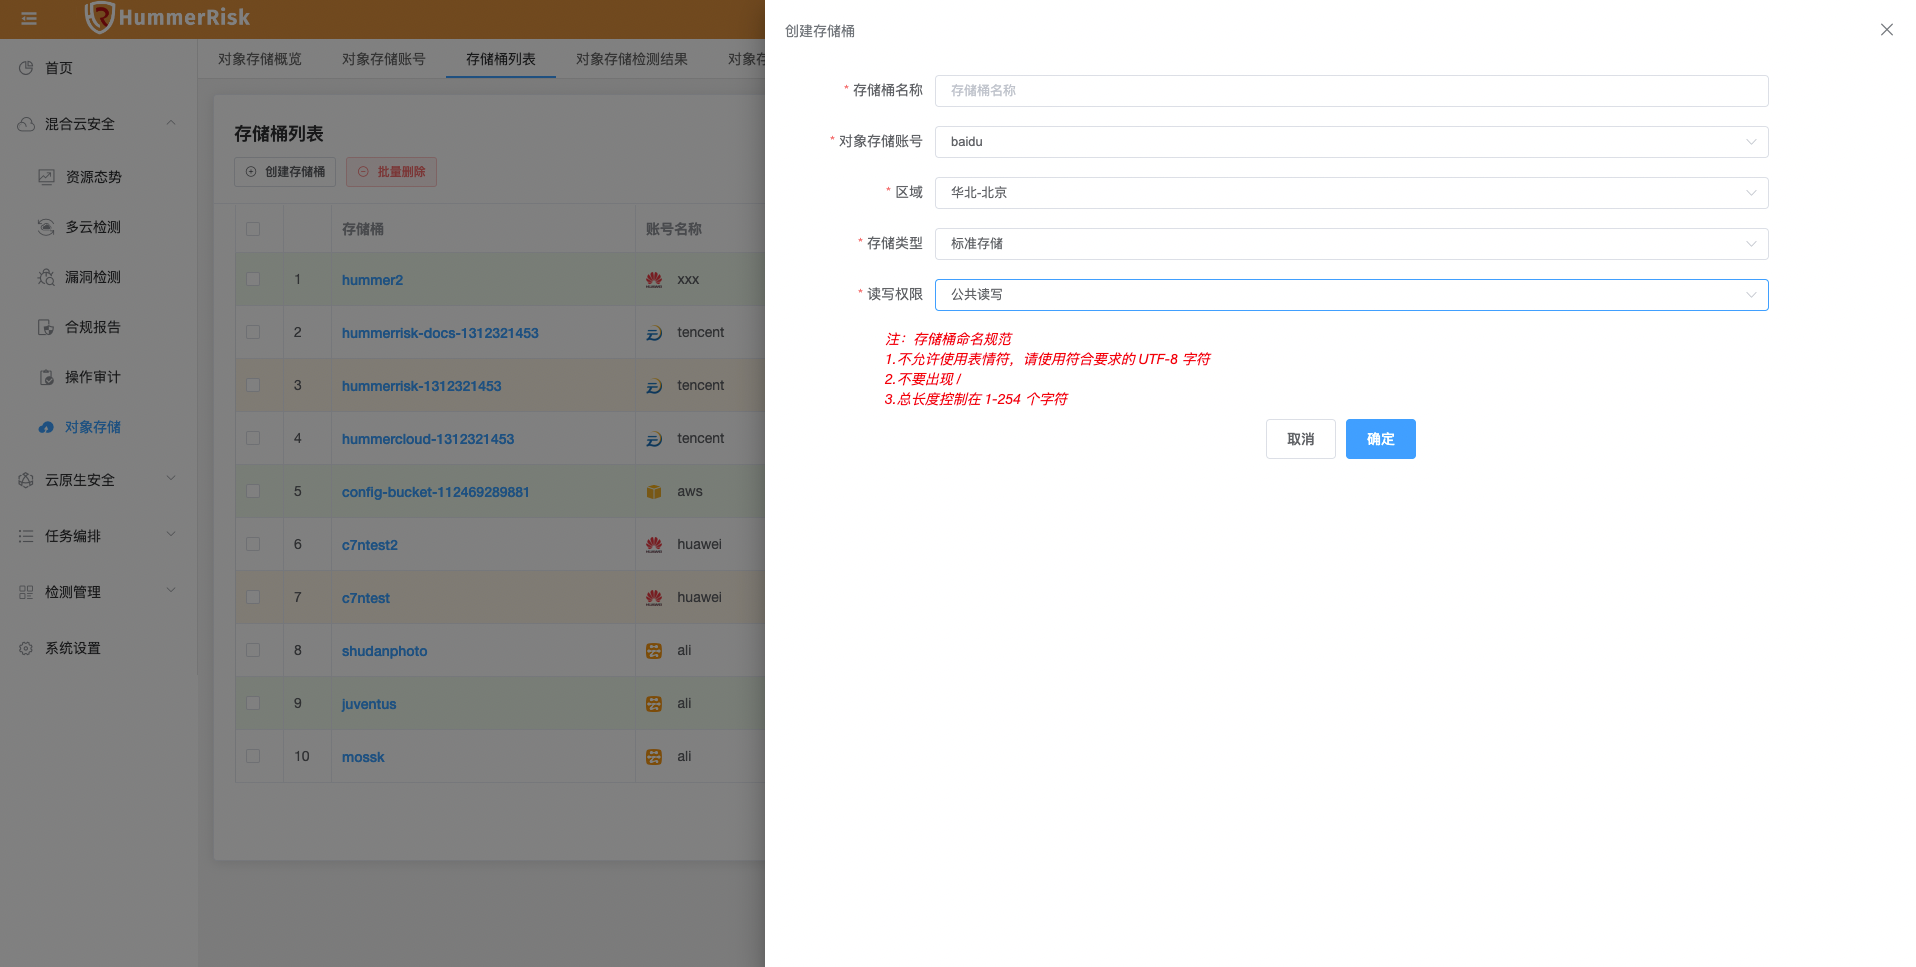 HummerRisk
首页
混合云安全
资源态势
多云检测
漏洞检测
合规报告
操作审计
对象存储
云原生安全
任务编排
检测管理
系统设置
对象存储概览
对象存储账号
存储桶列表
对象存储检测结果
对象存
存储桶列表
创建存储桶
批量删除
存储桶
账号名称
1 hummer2 xxx
2 hummerrisk-docs-1312321453 tencent
3 hummerrisk-1312321453 tencent
4 hummercloud-1312321453 tencent
5 config-bucket-112469289881 aws
6 c7ntest2 huawei
7 c7ntest huawei
8 shudanphoto ali
9 juventus ali
10 mossk ali
创建存储桶
* 存储桶名称 存储桶名称
* 对象存储账号 baidu
* 区域 华北-北京
* 存储类型 标准存储
* 读写权限 公共读写
注：存储桶命名规范
1.不允许使用表情符，请使用符合要求的 UTF-8 字符
2.不要出现 /
3.总长度控制在 1-254 个字符
取消
确定